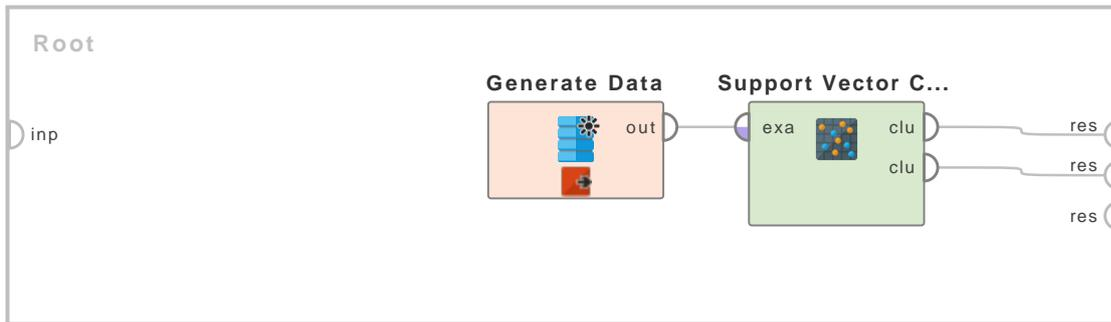 Root
Generate Data
Support Vector C...
inp
out
exa
clu
res
clu
res
res